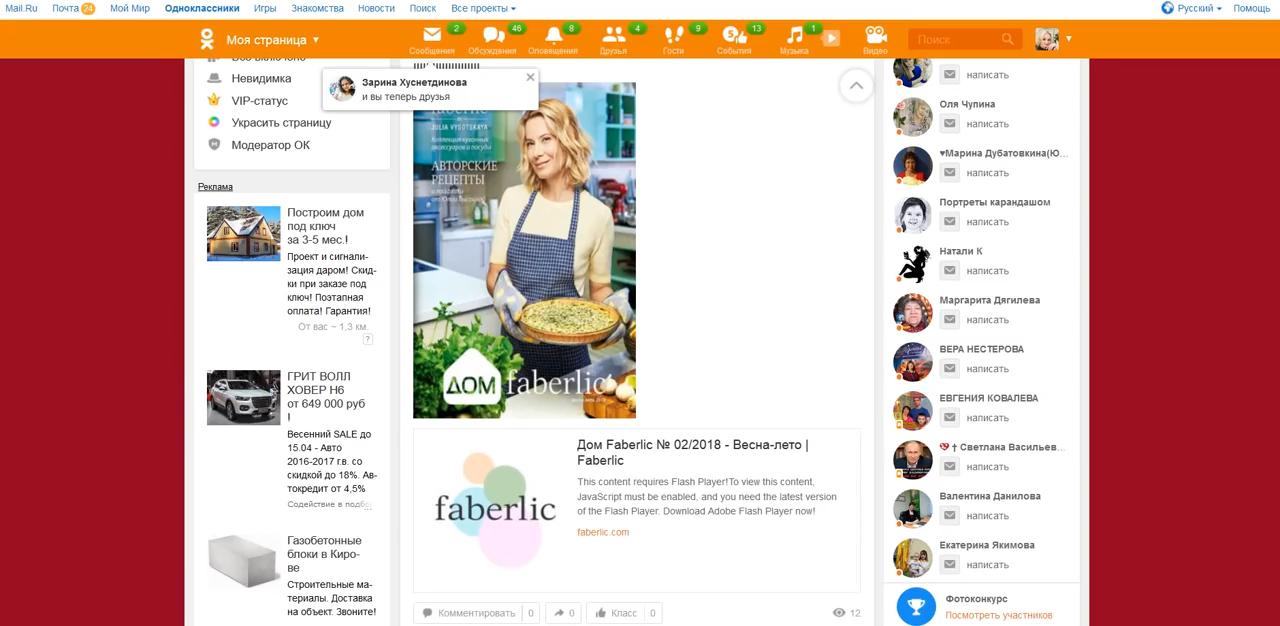 Mail.Ru Почта 24 Мой Мир Одноклассники Игры Знакомства Новости Поиск Все проекты Русский Помощь
Моя страница
2 46 8 4 9 13 1
Сообщения Обсуждения Оповещения Друзья Гости События Музыка Видео
Поиск
Все включено
Невидимка
VIP-статус
Украсить страницу
Модератор ОК
Зарина Хуснетдинова
и вы теперь друзья
Реклама
Построим дом
под ключ
за 3-5 мес.!
Проект и сигнали-
зация даром! Скид-
ки при заказе под
ключ! Поэтапная
оплата! Гарантия!
От вас ~ 1,3 км.
?
ГРИТ ВОЛЛ
ХОВЕР H6
от 649 000 руб
!
Весенний SALE до
15.04 - Авто
2016-2017 г.в. со
скидкой до 18%. Ав-
токредит от 4,5%
Содействие в подбо...
Газобетонные
блоки в Киро-
ве
Строительные ма-
териалы. Доставка
на объект. Звоните!
faberlic
JULIA VYSOTSKAYA
Коллекция кухонных
аксессуаров и посуды
АВТОРСКИЕ
РЕЦЕПТЫ
ДОМ faberlic
faberlic
Дом Faberlic № 02/2018 - Весна-лето |
Faberlic
This content requires Flash Player!To view this content,
JavaScript must be enabled, and you need the latest version
of the Flash Player. Download Adobe Flash Player now!
faberlic.com
Комментировать 0 0 Класс 0 12
написать
Оля Чупина
написать
♥Марина Дубатовкина(Ю...
написать
Портреты карандашом
написать
Натали К
написать
Маргарита Дягилева
написать
ВЕРА НЕСТЕРОВА
написать
ЕВГЕНИЯ КОВАЛЕВА
написать
💔 † Светлана Васильев...
написать
Валентина Данилова
написать
Екатерина Якимова
написать
Фотоконкурс
Посмотреть участников